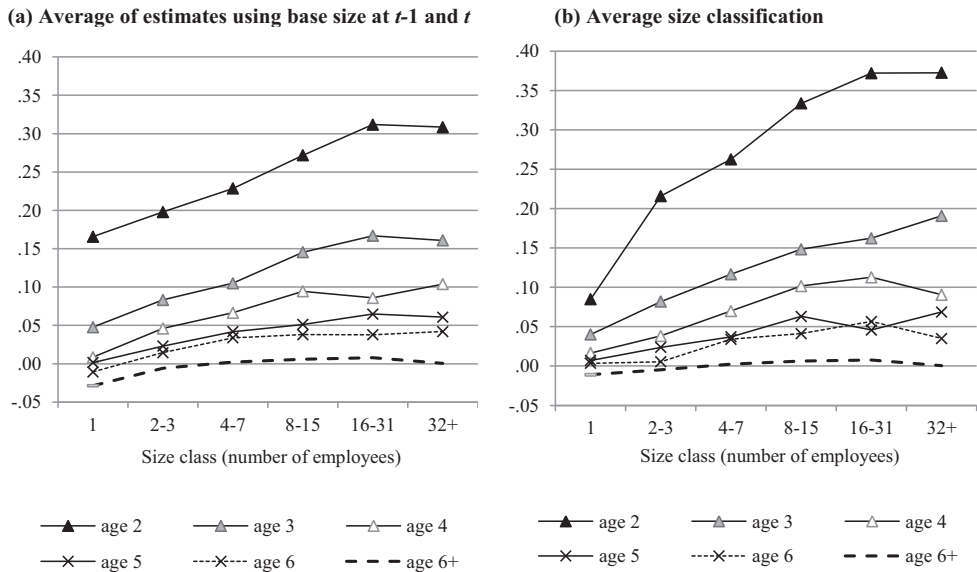 (a) Average of estimates using base size at t-1 and t
.40
.35
.30
.25
.20
.15
.10
.05
.00
-.05
1 2-3 4-7 8-15 16-31 32+
Size class (number of employees)
age 2 age 3 age 4
age 5 age 6 age 6+
(b) Average size classification
.40
.35
.30
.25
.20
.15
.10
.05
.00
-.05
1 2-3 4-7 8-15 16-31 32+
Size class (number of employees)
age 2 age 3 age 4
age 5 age 6 age 6+